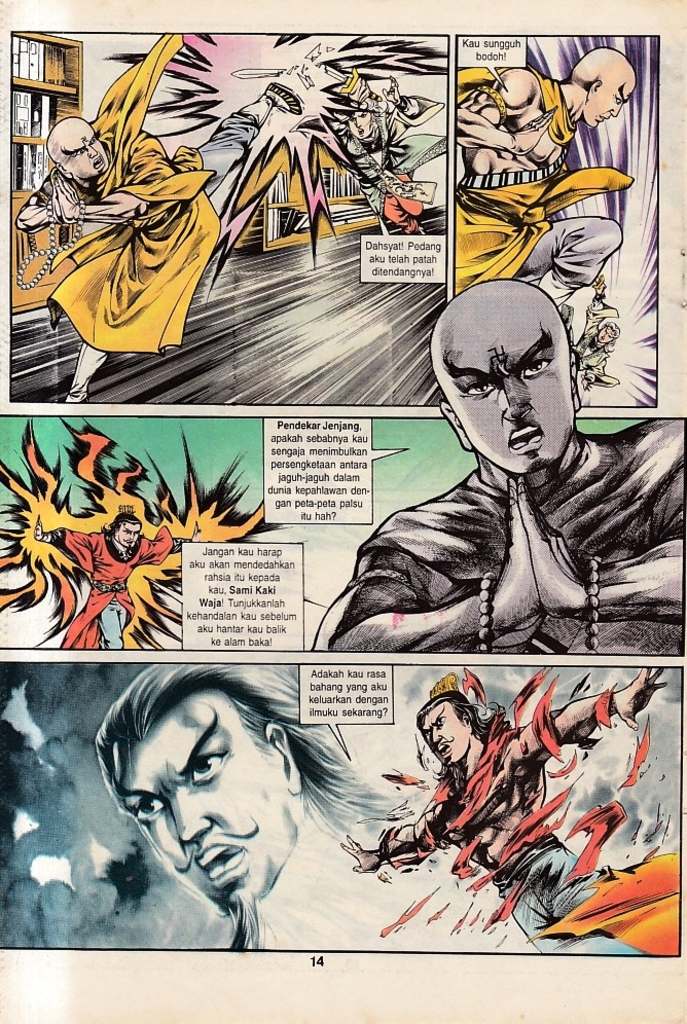 Kau sungguh
bodoh!
Dahsyat! Pedang
aku telah patah
ditendangnya!
Pendekar Jenjang,
apakah sebabnya kau
sengaja menimbulkan
persengketaan antara
jaguh-jaguh dalam
dunia kepahlawan den-
gan peta-peta palsu
itu hah?
Jangan kau harap
aku akan mendedahkan
rahsia itu kepada
kau, Sami Kaki
Waja! Tunjukkanlah
kehandalan kau sebelum
aku hantar kau balik
ke alam baka!
Adakah kau rasa
bahang yang aku
keluarkan dengan
ilmuku sekarang?
14